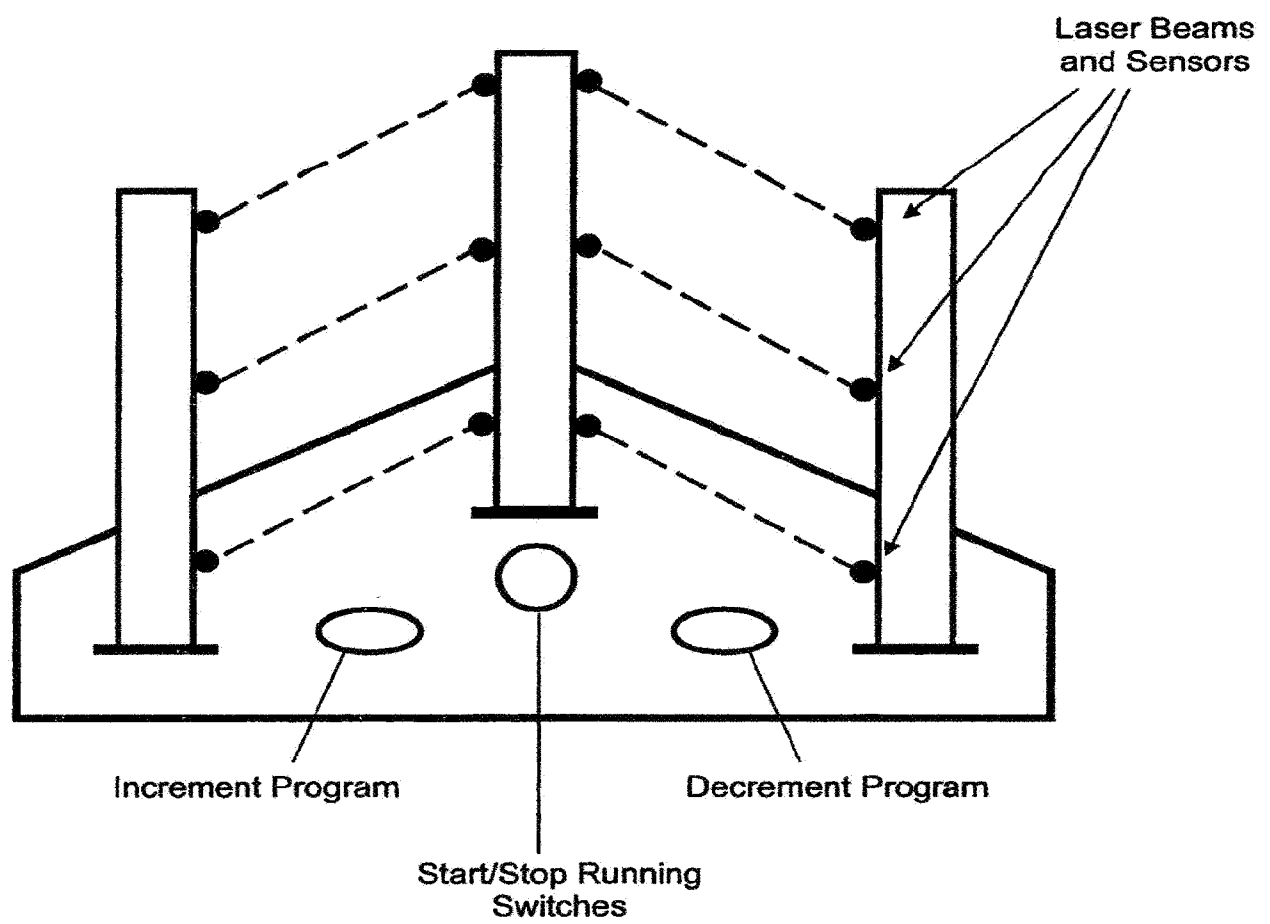 Laser Beams
and Sensors
Increment Program
Decrement Program
Start/Stop Running
Switches